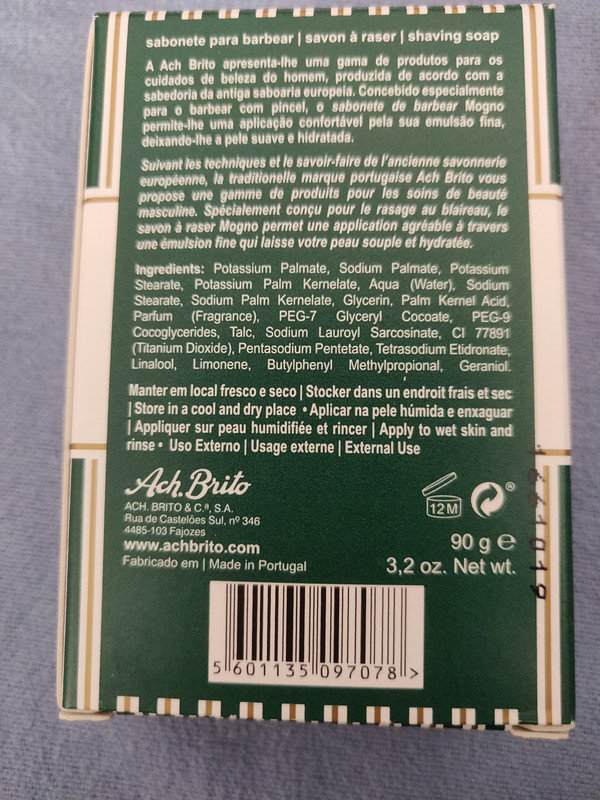 sabonete para barbear | savon à raser | shaving soap
A Ach Brito apresenta-lhe uma gama de produtos para os
cuidados de beleza do homem, produzida de acordo com a
sabedoria da antiga saboaria europeia. Concebido especialmente
para o barbear com pincel, o sabonete de barbear Mogno
permite-lhe uma aplicação confortável pela sua emulsão fina,
deixando-lhe a pele suave e hidratada.
Suivant les techniques et le savoir-faire de l'ancienne savonnerie
européenne, la traditionelle marque portugaise Ach Brito vous
propose une gamme de produits pour les soins de beauté
masculine. Spécialement conçu pour le rasage au blaireau, le
savon à raser Mogno permet une application agréable à travers
une émulsion fine qui laisse votre peau souple et hydratée.
Ingredients: Potassium Palmate, Sodium Palmate, Potassium
Stearate, Potassium Palm Kernelate, Aqua (Water), Sodium
Stearate, Sodium Palm Kernelate, Glycerin, Palm Kernel Acid,
Parfum (Fragrance), PEG-7 Glyceryl Cocoate, PEG-9
Cocoglycerides, Talc, Sodium Lauroyl Sarcosinate, CI 77891
(Titanium Dioxide), Pentasodium Pentetate, Tetrasodium Etidronate,
Linalool, Limonene, Butylphenyl Methylpropional, Geraniol.
Manter em local fresco e seco | Stocker dans un endroit frais et sec
| Store in a cool and dry place • Aplicar na pele húmida e enxaguar
| Appliquer sur peau humidifiée et rincer | Apply to wet skin and
rinse • Uso Externo | Usage externe | External Use
Ach. Brito
ACH. BRITO & C.ª, S.A.
Rua de Castelões Sul, nº 346
4485-103 Fajozes
www.achbrito.com
Fabricado em | Made in Portugal
12M
®
90 g e
3,2 oz. Net wt.
1661019
5 601135 097078 >